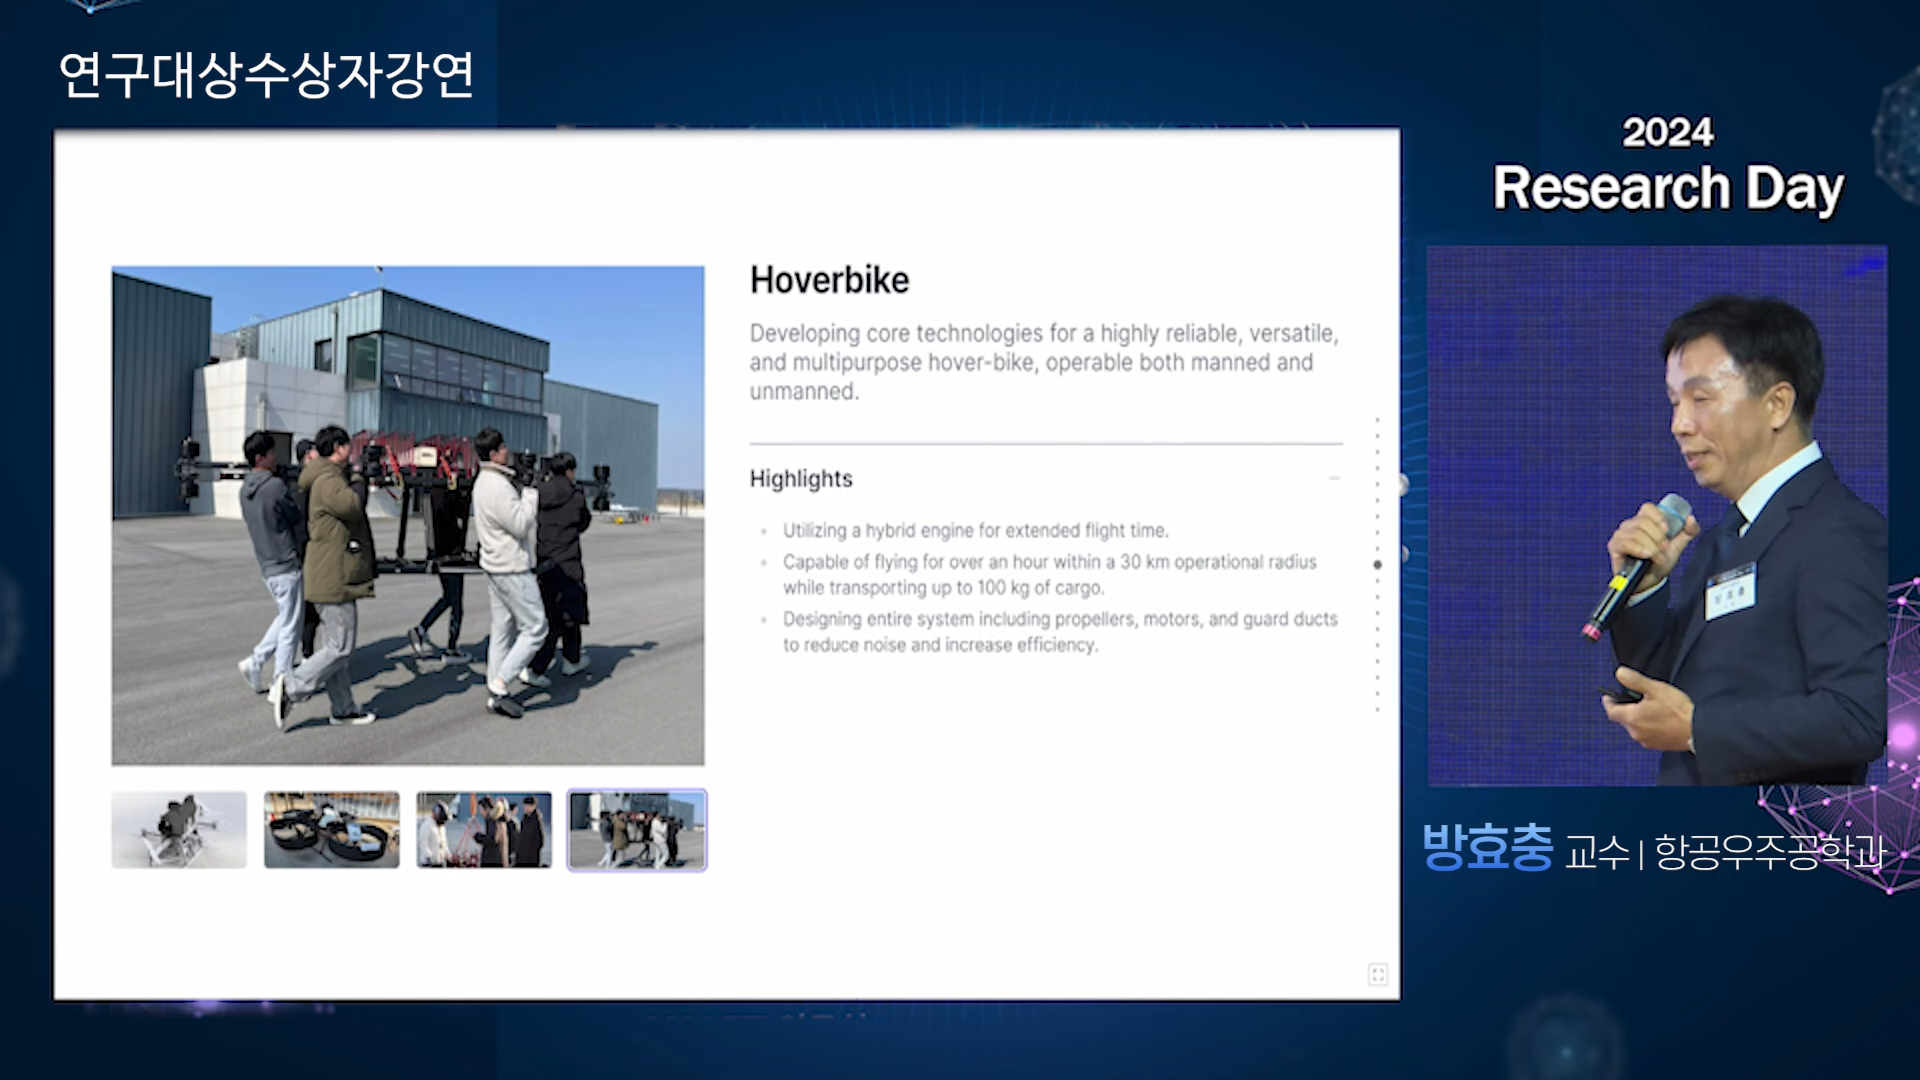 연구대상수상자강연
2024
Research Day
Hoverbike
Developing core technologies for a highly reliable, versatile,
and multipurpose hover-bike, operable both manned and
unmanned.
Highlights
Utilizing a hybrid engine for extended flight time.
Capable of flying for over an hour within a 30 km operational radius
while transporting up to 100 kg of cargo.
Designing entire system including propellers, motors, and guard ducts
to reduce noise and increase efficiency.
방효충
방효충 교수 | 항공우주공학과